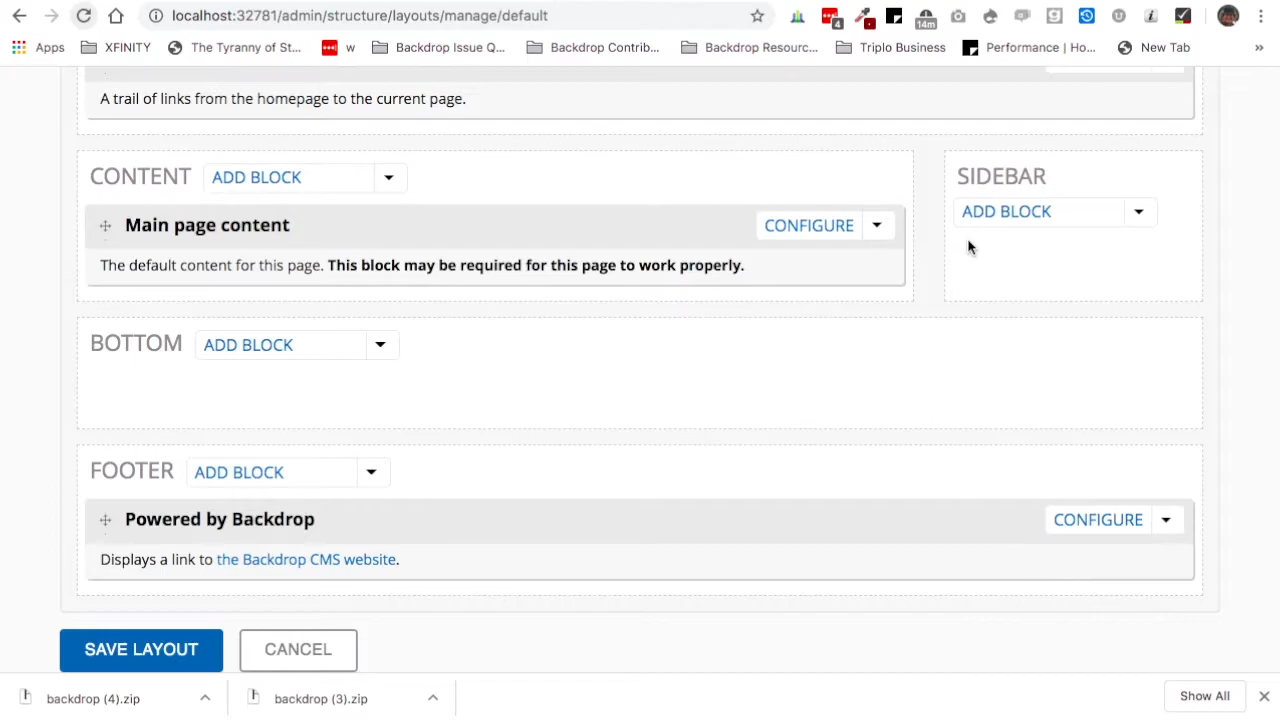 localhost:32781/admin/structure/layouts/manage/default
4
14m
Apps XFINITY The Tyranny of St... w Backdrop Issue Q... Backdrop Contrib... Backdrop Resourc... Triplo Business Performance | Ho... New Tab »
A trail of links from the homepage to the current page.
CONTENT ADD BLOCK
SIDEBAR
ADD BLOCK
Main page content CONFIGURE
The default content for this page. This block may be required for this page to work properly.
BOTTOM ADD BLOCK
FOOTER ADD BLOCK
Powered by Backdrop CONFIGURE
Displays a link to the Backdrop CMS website.
SAVE LAYOUT CANCEL
backdrop (4).zip backdrop (3).zip Show All